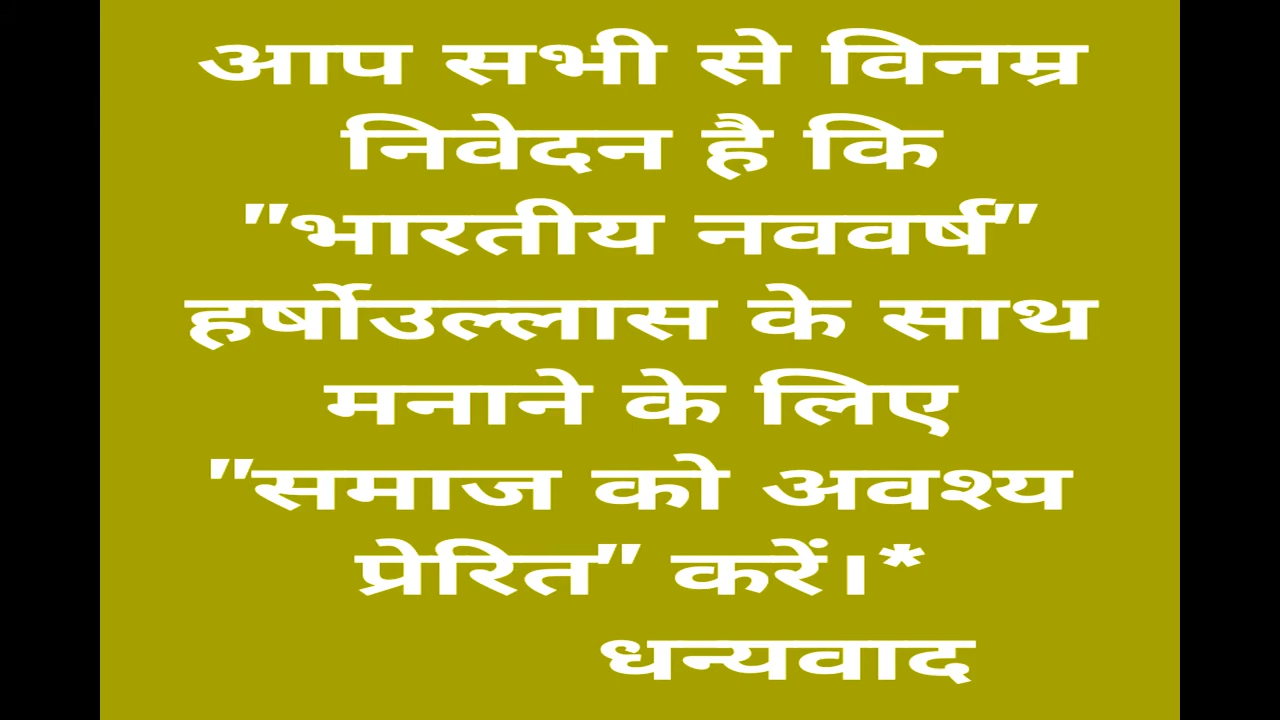 आप सभी से विनम्र
निवेदन है कि
"भारतीय नववर्ष"
हर्षोउल्लास के साथ
मनाने के लिए
"समाज को अवश्य
प्रेरित" करें।*
धन्यवाद